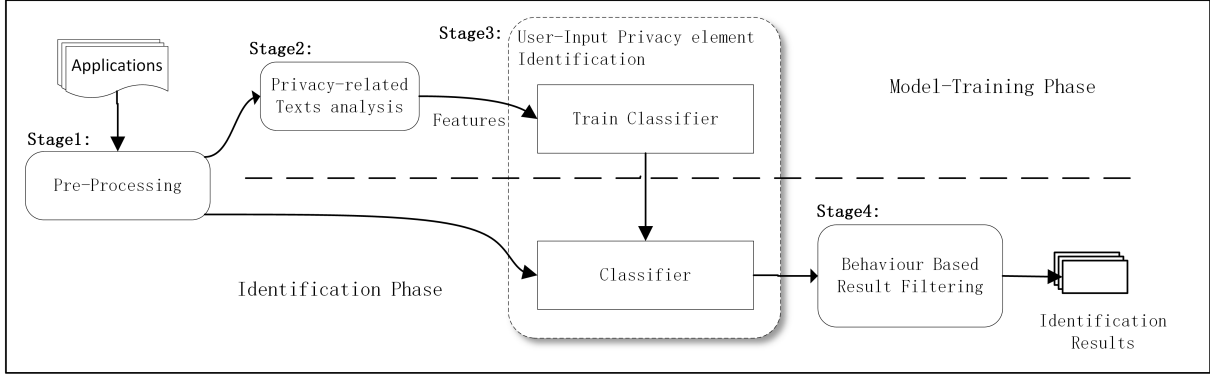 Applications
Stage1:
Pre-Processing
Stage2:
Privacy-related
Texts analysis
Features
Stage3:
User-Input Privacy element
Identification
Train Classifier
Model-Training Phase
Identification Phase
Classifier
Stage4:
Behaviour Based
Result Filtering
Identification
Results